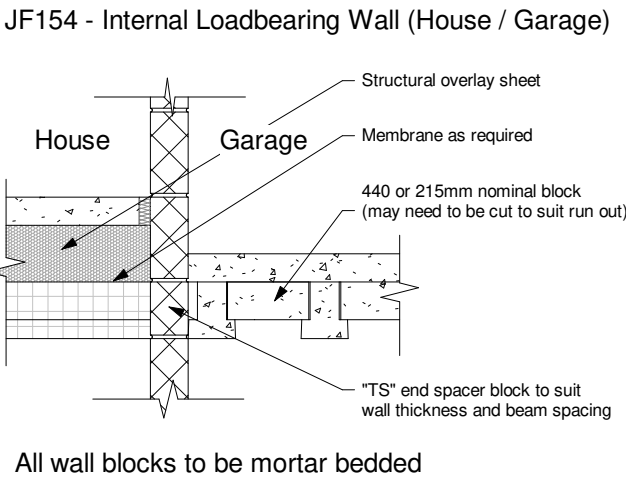 JF154 - Internal Loadbearing Wall (House / Garage)
Structural overlay sheet
House
Garage
Membrane as required
440 or 215mm nominal block
(may need to be cut to suit run out)
"TS" end spacer block to suit
wall thickness and beam spacing
All wall blocks to be mortar bedded